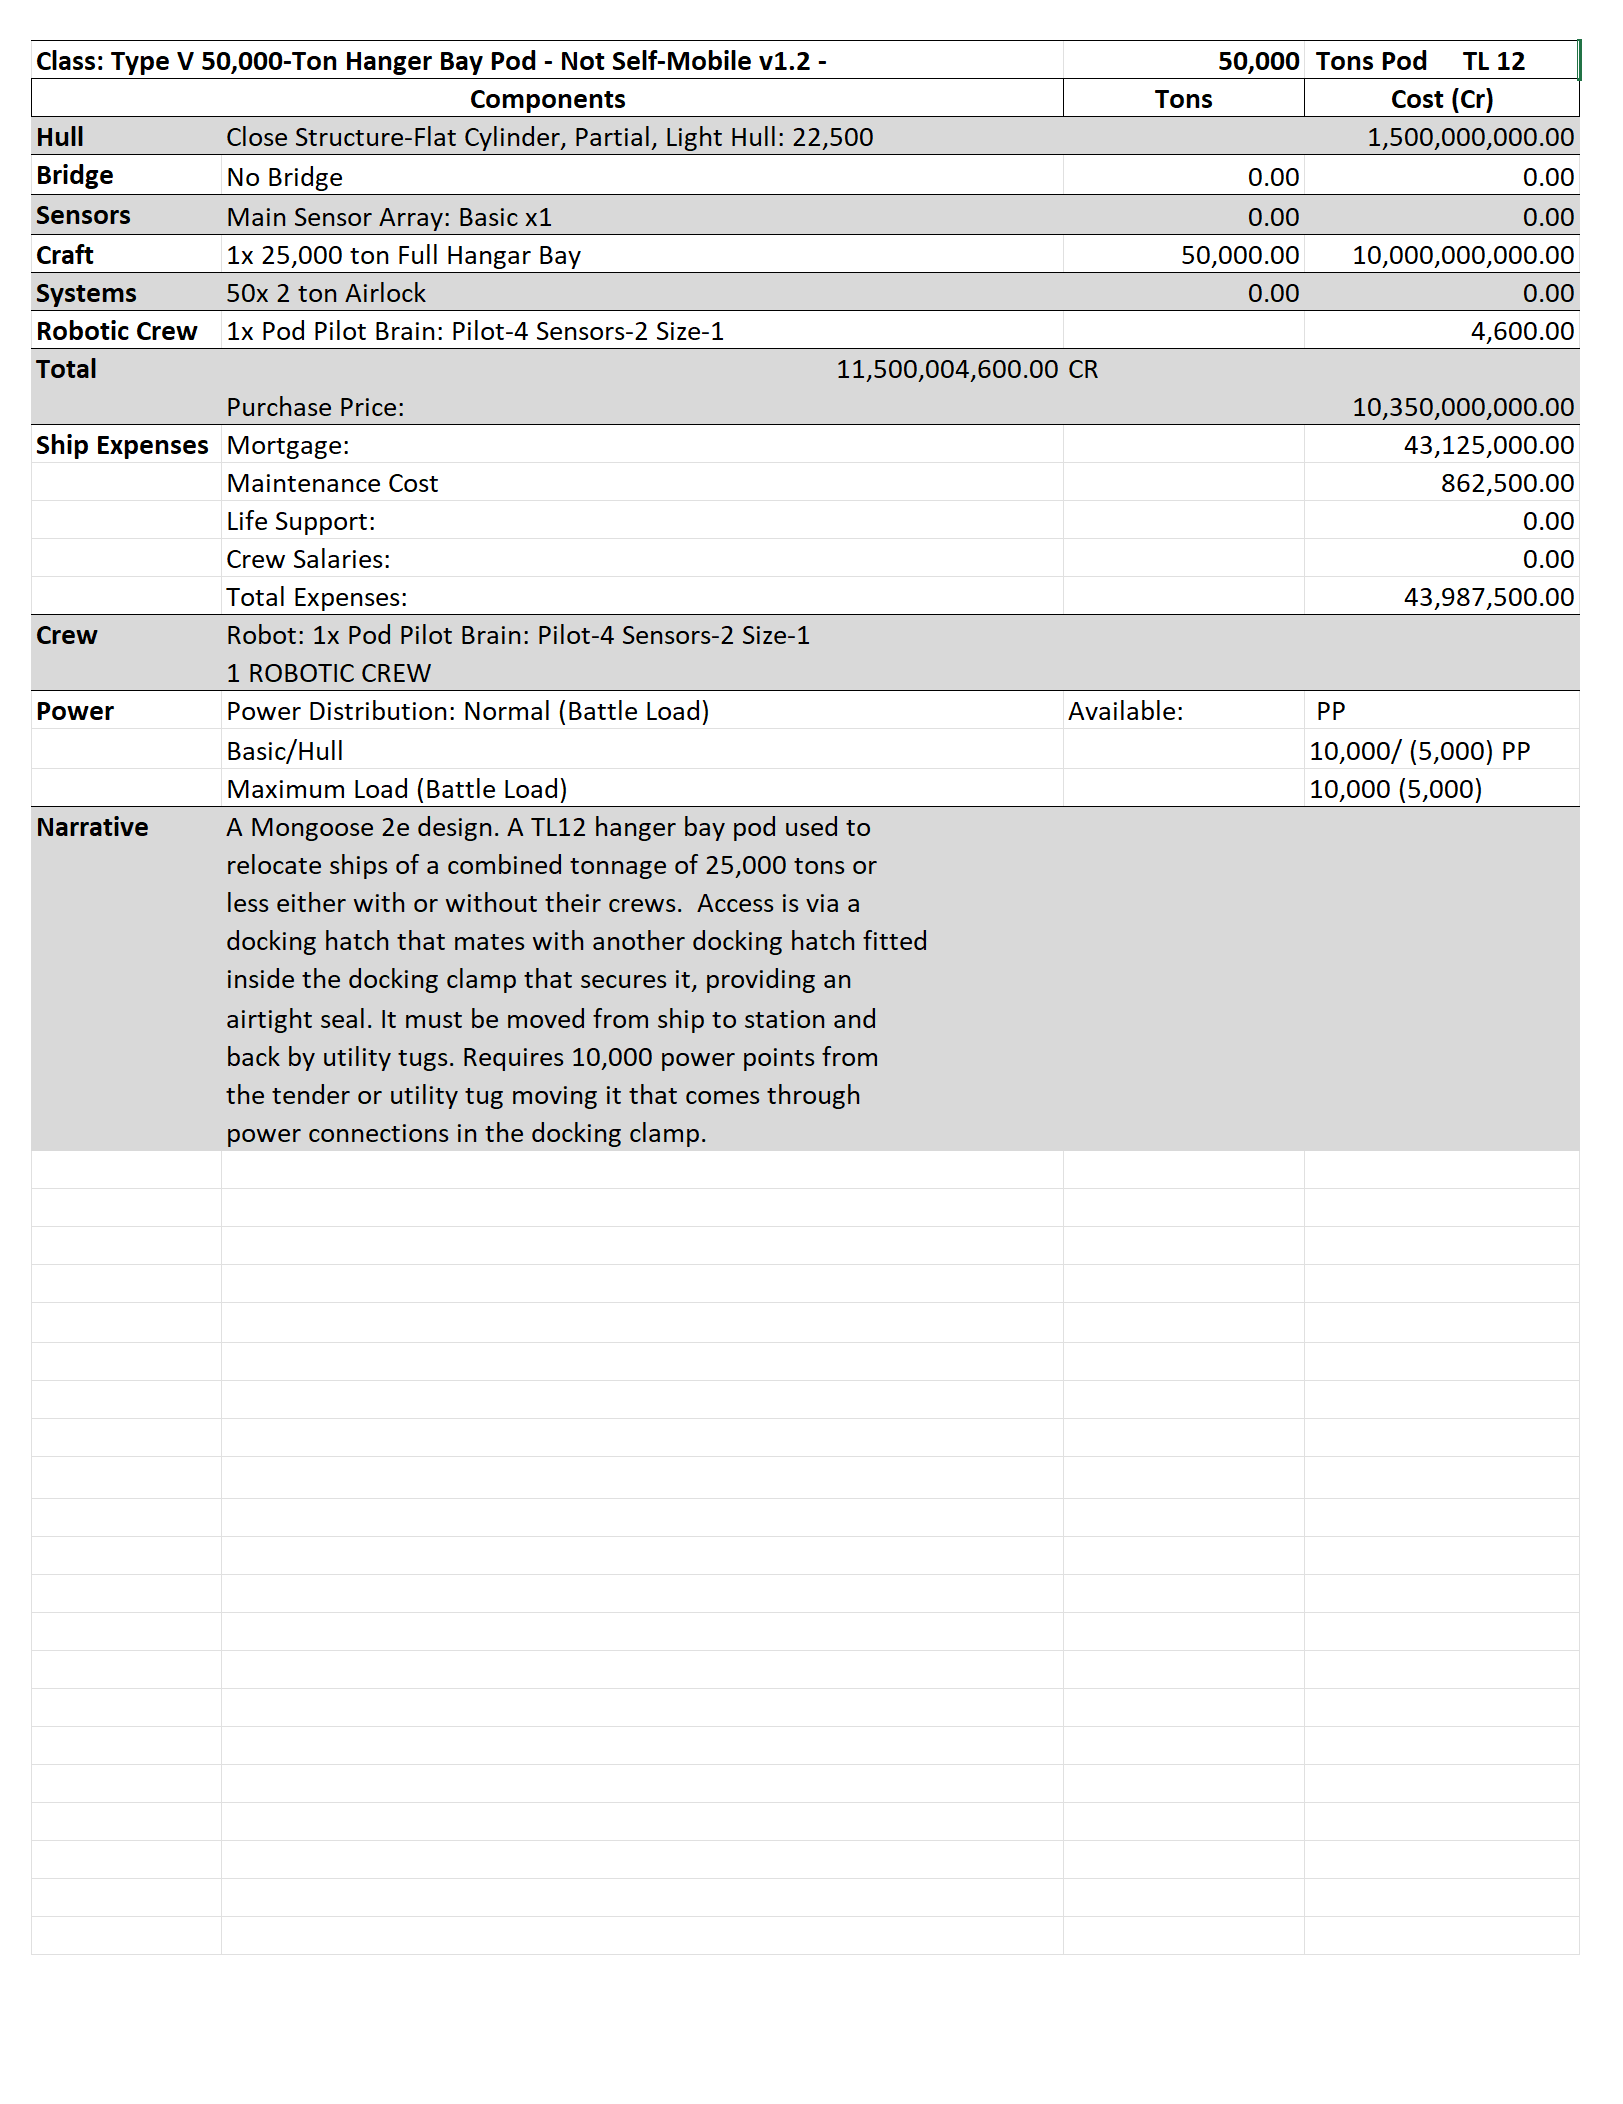 Class: Type V 50,000-Ton Hanger Bay Pod - Not Self-Mobile v1.2 - 50,000 Tons Pod TL 12
Components Tons Cost (Cr)
Hull Close Structure-Flat Cylinder, Partial, Light Hull: 22,500 1,500,000,000.00
Bridge No Bridge 0.00 0.00
Sensors Main Sensor Array: Basic x1 0.00 0.00
Craft 1x 25,000 ton Full Hangar Bay 50,000.00 10,000,000,000.00
Systems 50x 2 ton Airlock 0.00 0.00
Robotic Crew 1x Pod Pilot Brain: Pilot-4 Sensors-2 Size-1 4,600.00
Total 11,500,004,600.00 CR
Purchase Price: 10,350,000,000.00
Ship Expenses Mortgage: 43,125,000.00
Maintenance Cost 862,500.00
Life Support: 0.00
Crew Salaries: 0.00
Total Expenses: 43,987,500.00
Crew Robot: 1x Pod Pilot Brain: Pilot-4 Sensors-2 Size-1
1 ROBOTIC CREW
Power Power Distribution: Normal (Battle Load) Available: PP
Basic/Hull 10,000/ (5,000) PP
Maximum Load (Battle Load) 10,000 (5,000)
Narrative A Mongoose 2e design. A TL12 hanger bay pod used to
relocate ships of a combined tonnage of 25,000 tons or
less either with or without their crews. Access is via a
docking hatch that mates with another docking hatch fitted
inside the docking clamp that secures it, providing an
airtight seal. It must be moved from ship to station and
back by utility tugs. Requires 10,000 power points from
the tender or utility tug moving it that comes through
power connections in the docking clamp.